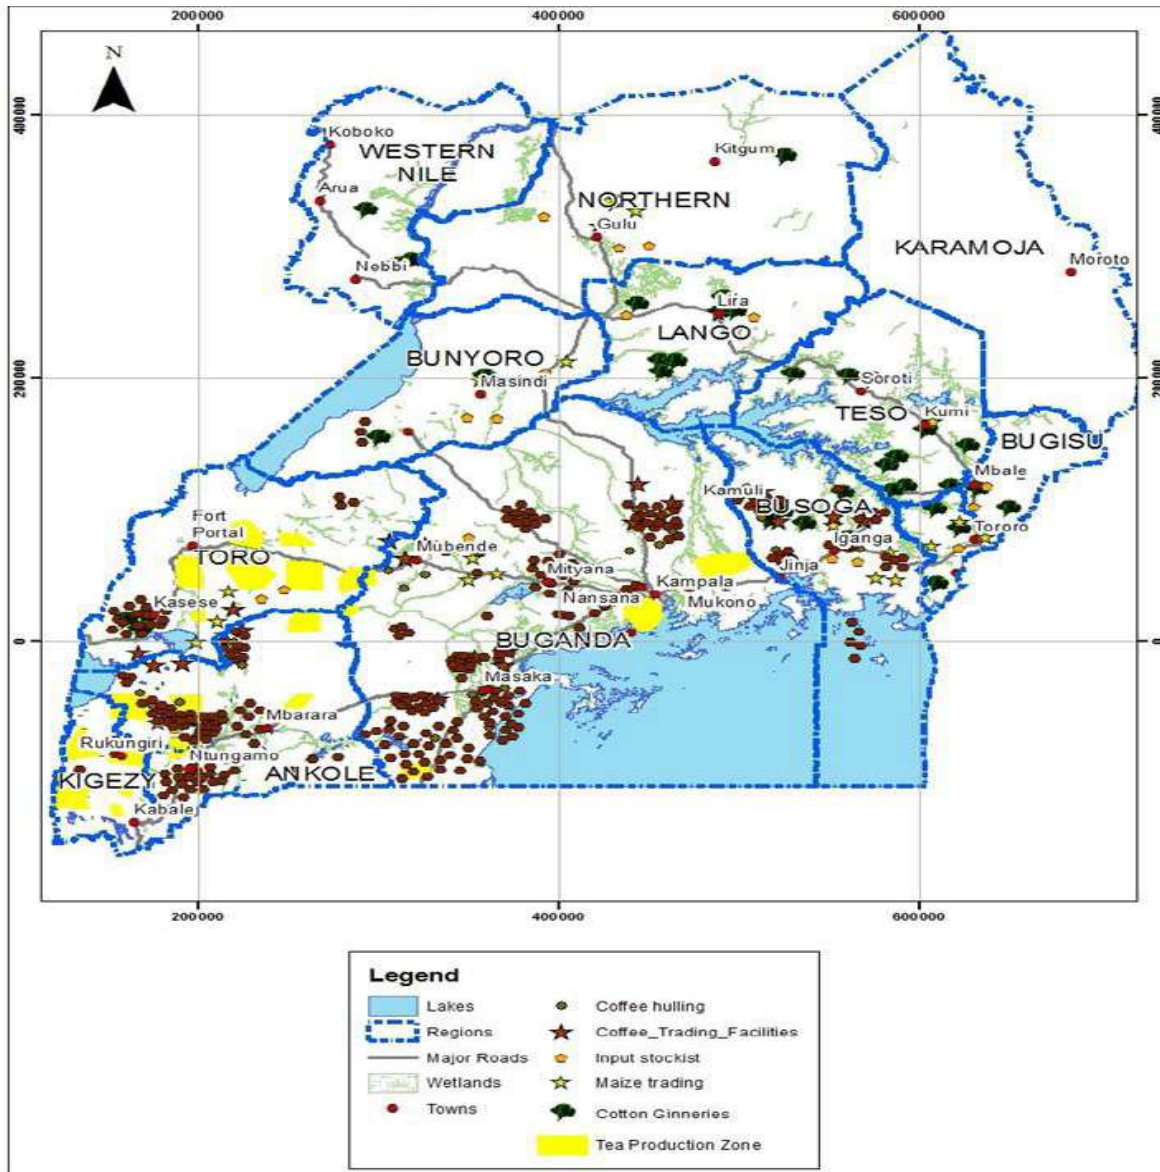 200000 400000 600000
N
400000 400000
Koboko
WESTERN
NILE
Kitgum
Arua
NORTHERN
Gulu
KARAMOJA
Nebbi
Moroto
Lira
LANGO
BUNYORO
200000 200000
Masindi
Soroti
TESO
Kumi
BUGISU
Mbale
Kamuli
BUSOGA
Fort
Portal
Tororo
TORO
Mubende
Iganga
Mityana
Jinja
Kampala
Kasese
Nansana
Mukono
0 0
BUGANDA
Masaka
Mbarara
Rukungiri
Ntungamo
KIGEZY
ANKOLE
Kabale
200000 400000 600000
Legend
Lakes
Regions
Major Roads
Wetlands
Towns
Coffee hulling
Coffee_Trading_Facilities
Input stockist
Maize trading
Cotton Ginneries
Tea Production Zone